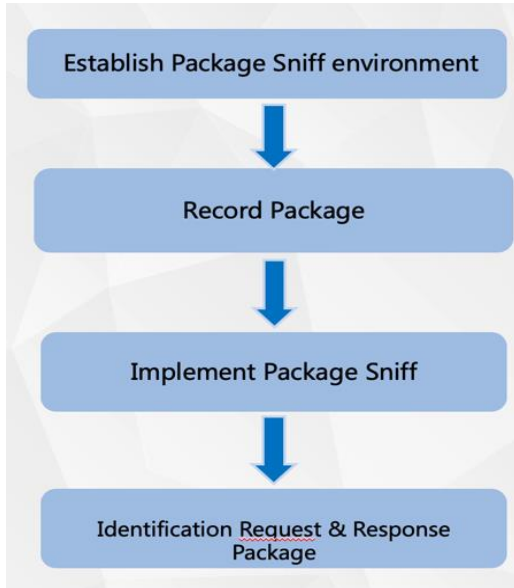 Establish Package Sniff environment
Record Package
Implement Package Sniff
Identification Request & Response
Package